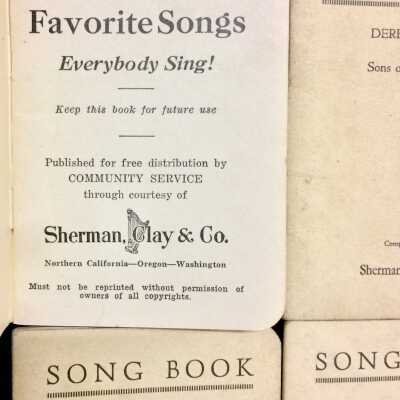 Favorite Songs
Everybody Sing!
Keep this book for future use
Published for free distribution by
COMMUNITY SERVICE
through courtesy of
Sherman, Clay & Co.
Northern California—Oregon—Washington
Must not be reprinted without permission of
owners of all copyrights.
Sons
Sherman
SONG BOOK
SONG